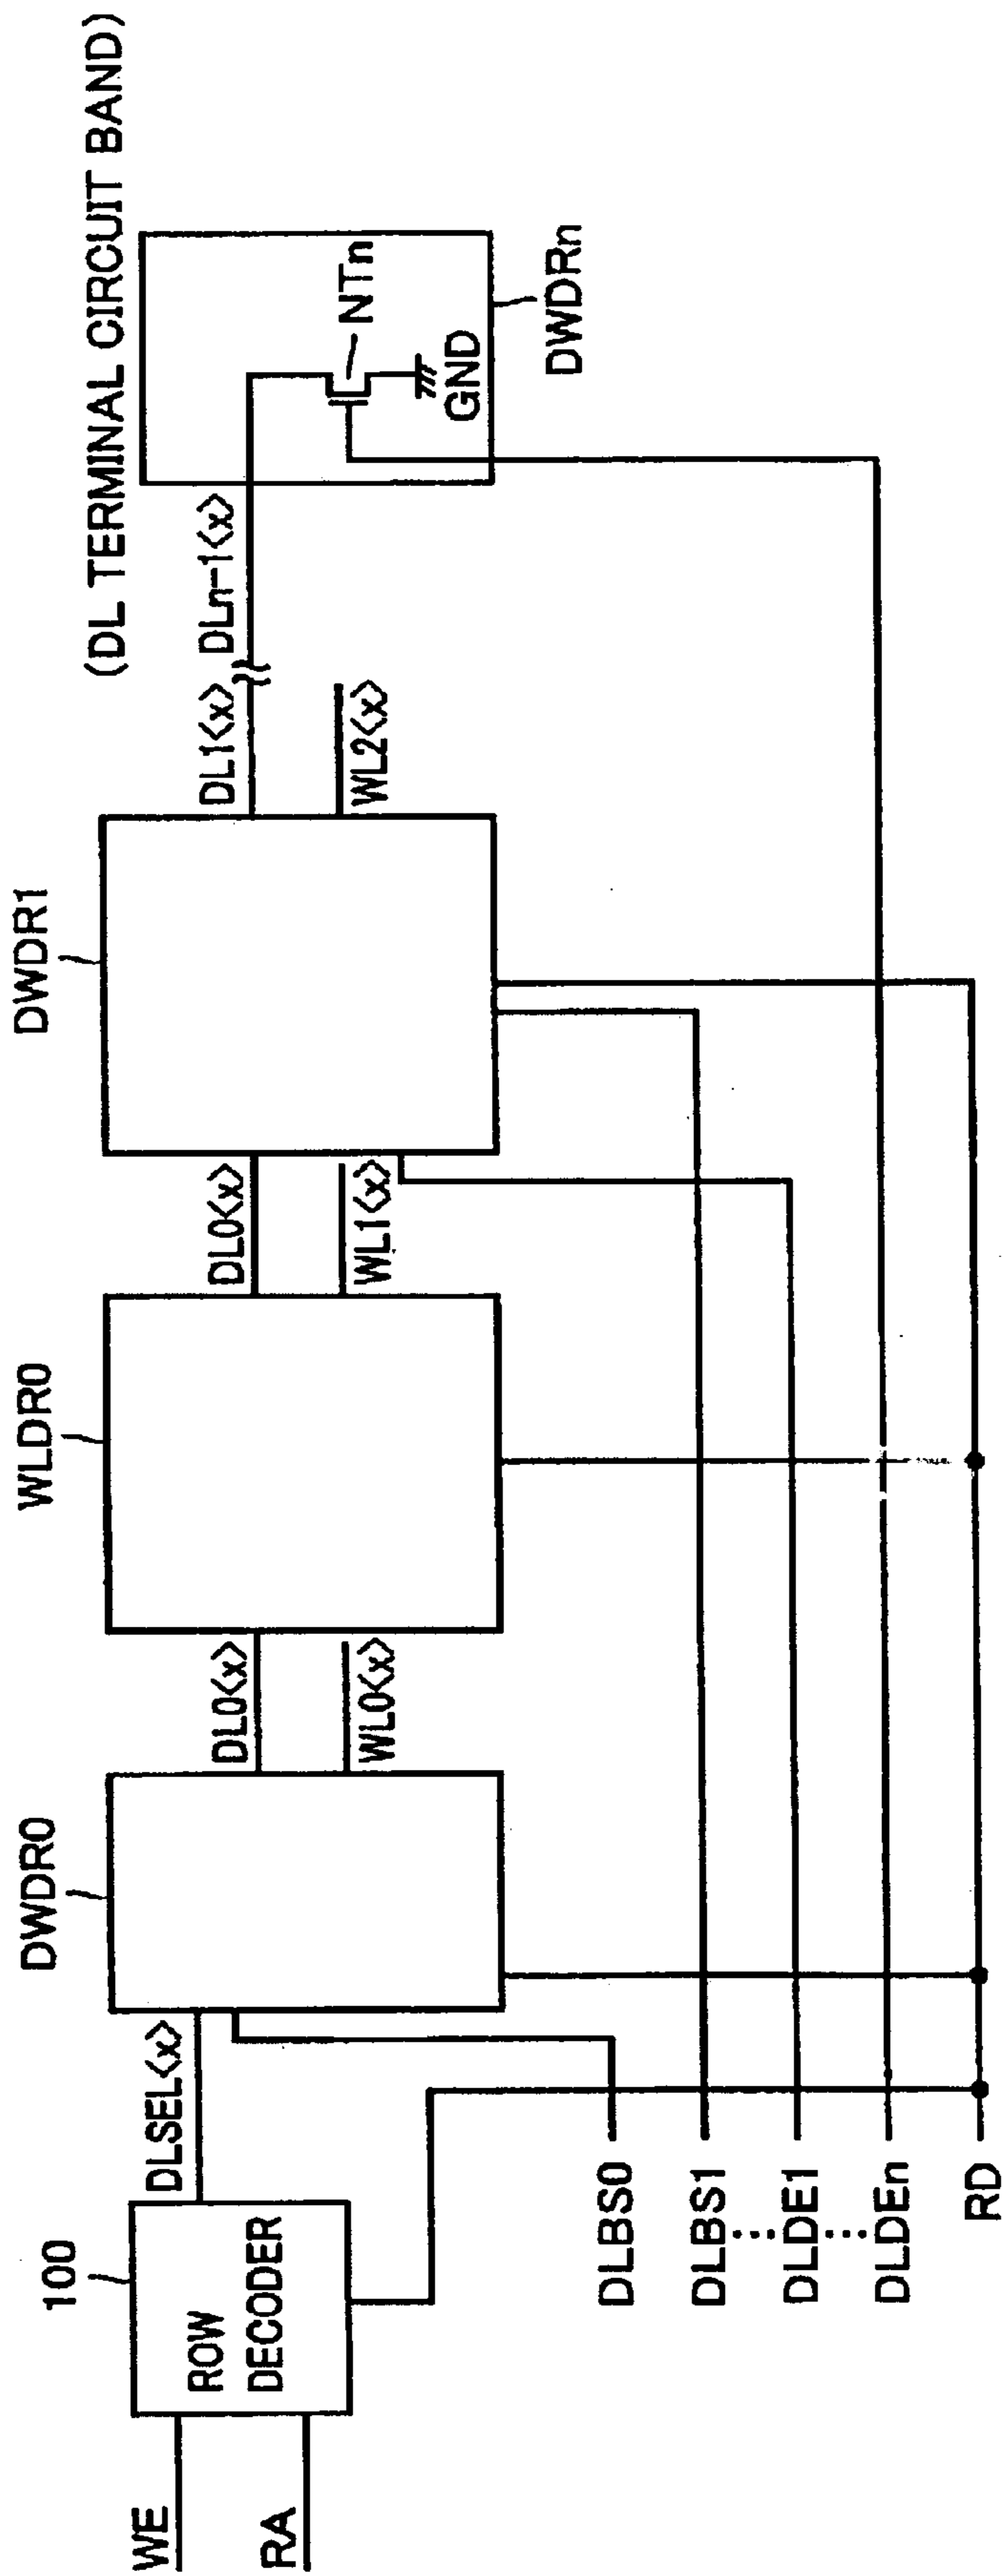 (DL TERMINAL CIRCUIT BAND)
DWDR0
WLDR0
DWDR1
100
DLSEL<x>
DL0<x>
DL0<x>
DL1<x>
DLn-1<x>
WE
RA
ROW
DECODER
WL0<x>
WL1<x>
WL2<x>
NTn
GND
DWDRn
DLBS0
DLBS1
DLDE1
DLDEn
RD